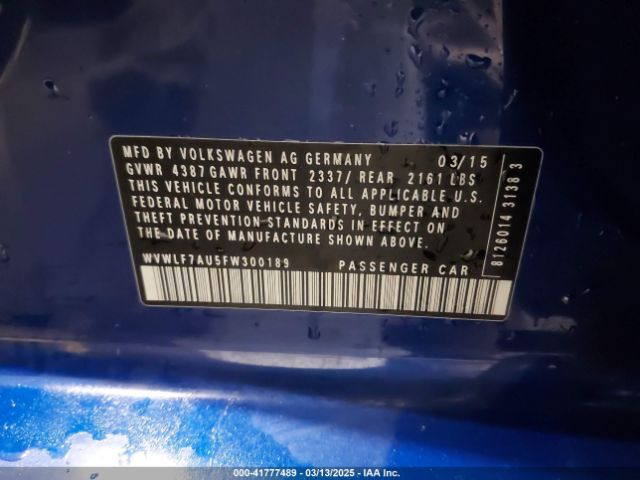 MFD BY VOLKSWAGEN AG GERMANY 03/15
GVWR 4387 GAWR FRONT 2337/ REAR 2161 LBS
THIS VEHICLE CONFORMS TO ALL APPLICABLE U.S.
FEDERAL MOTOR VEHICLE SAFETY, BUMPER AND
THEFT PREVENTION STANDARDS IN EFFECT ON
THE DATE OF MANUFACTURE SHOWN ABOVE.
WVWLF7AU5FW300189 PASSENGER CAR
8126014 3138 3
000-41777489 - 03/13/2025 - IAA Inc.